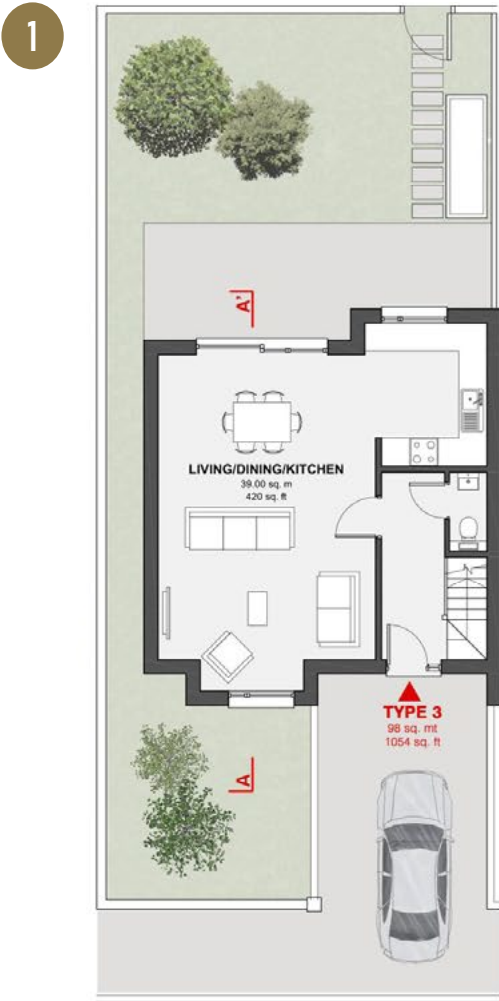 1
A'
LIVING/DINING/KITCHEN
39.00 sq. m
420 sq. ft
TYPE 3
98 sq. mt
1054 sq. ft
A